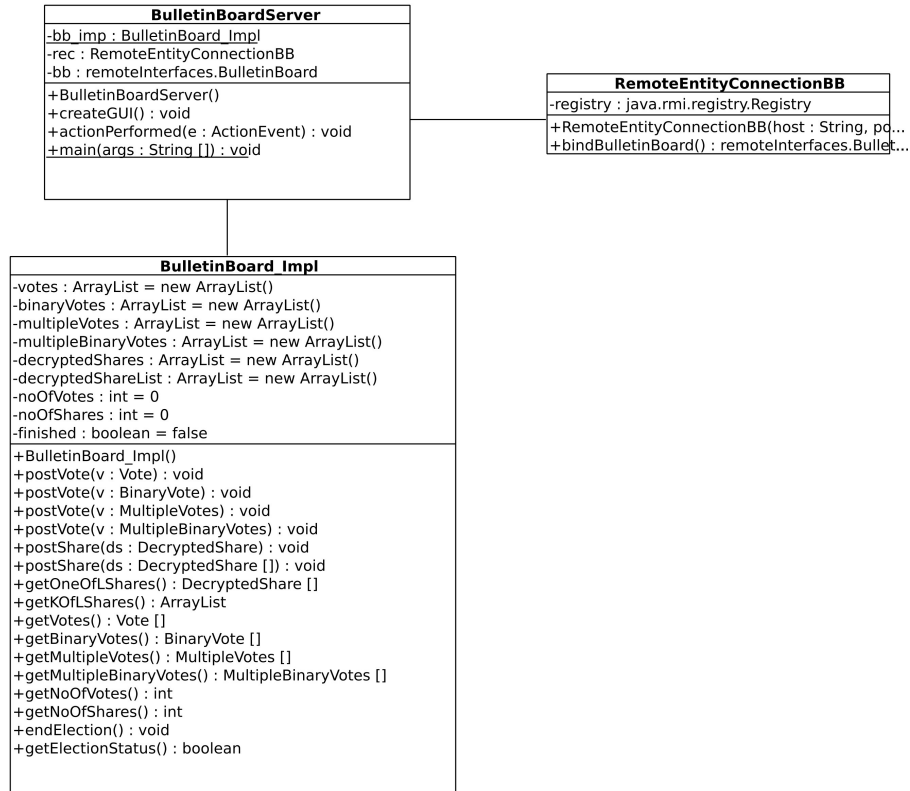 BulletinBoardServer
-bb_imp : BulletinBoard_Impl
-rec : RemoteEntityConnectionBB
-bb : remoteInterfaces.BulletinBoard
+BulletinBoardServer()
+createGUI() : void
+actionPerformed(e : ActionEvent) : void
+main(args : String []) : void
RemoteEntityConnectionBB
-registry : java.rmi.registry.Registry
+RemoteEntityConnectionBB(host : String, po...
+bindBulletinBoard() : remoteInterfaces.Bullet...
BulletinBoard_Impl
-votes : ArrayList = new ArrayList()
-binaryVotes : ArrayList = new ArrayList()
-multipleVotes : ArrayList = new ArrayList()
-multipleBinaryVotes : ArrayList = new ArrayList()
-decryptedShares : ArrayList = new ArrayList()
-decryptedShareList : ArrayList = new ArrayList()
-noOfVotes : int = 0
-noOfShares : int = 0
-finished : boolean = false
+BulletinBoard_Impl()
+postVote(v : Vote) : void
+postVote(v : BinaryVote) : void
+postVote(v : MultipleVotes) : void
+postVote(v : MultipleBinaryVotes) : void
+postShare(ds : DecryptedShare) : void
+postShare(ds : DecryptedShare []) : void
+getOneOfLShares() : DecryptedShare []
+getKOfLShares() : ArrayList
+getVotes() : Vote []
+getBinaryVotes() : BinaryVote []
+getMultipleVotes() : MultipleVotes []
+getMultipleBinaryVotes() : MultipleBinaryVotes []
+getNoOfVotes() : int
+getNoOfShares() : int
+endElection() : void
+getElectionStatus() : boolean